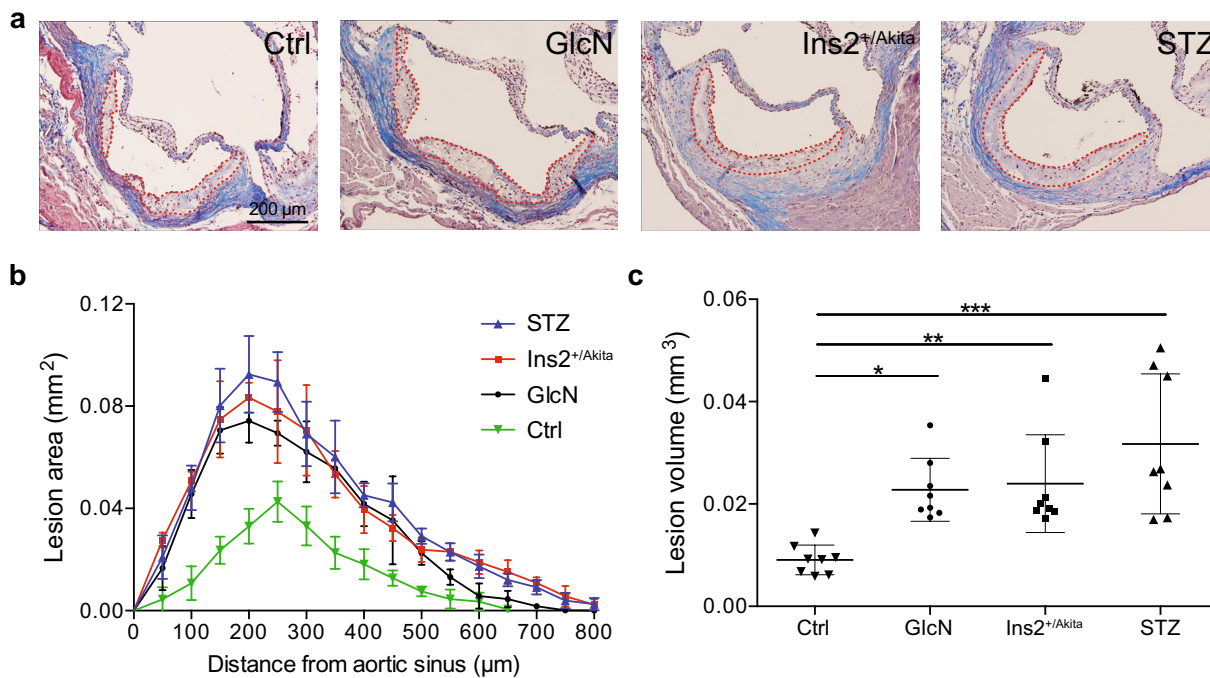 a
Ctrl
GlcN
Ins2+/Akita
STZ
200 µm
b
Lesion area (mm2)
0.12
0.08
0.04
0.00
STZ
Ins2+/Akita
GlcN
Ctrl
0 100 200 300 400 500 600 700 800
Distance from aortic sinus (µm)
c
Lesion volume (mm3)
0.06
0.04
0.02
0.00
***
**
*
Ctrl GlcN Ins2+/Akita STZ